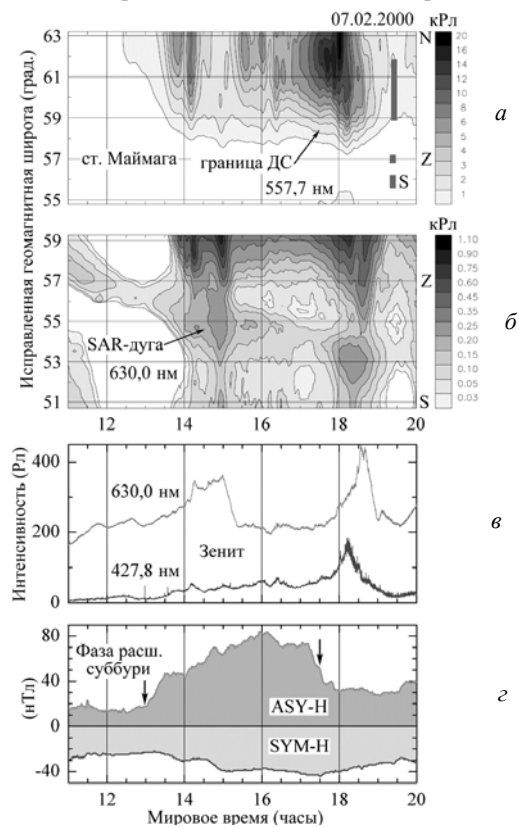 07.02.2000
кРл
Исправленная геомагнитная широта (град.)
63
61
59
57
55
N
Z
S
20
16
14
12
10
8
6
5
4
3
2
1
а
ст. Маймага
граница ДС
557,7 нм
кРл
59
57
55
53
51
Z
S
1.10
0.90
0.75
0.60
0.45
0.35
0.25
0.20
0.15
0.10
0.05
0.03
б
SAR-дуга
630,0 нм
12 14 16 18 20
Интенсивность (Рл)
400
200
0
630,0 нм
Зенит
427,8 нм
в
(нТл)
80
40
0
-40
Фаза расш.
суббури
ASY-H
SYM-H
г
12 14 16 18 20
Мировое время (часы)